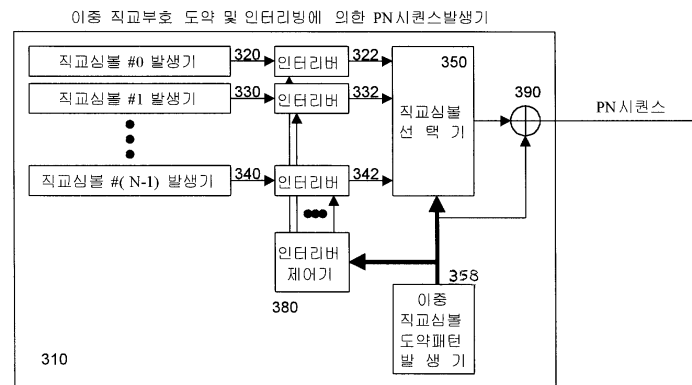 이중 직교부호 도약 및 인터리빙에 의한 PN시퀀스발생기
직교심볼 #0 발생기
320
인터리버
322
350
직교심볼
선택기
390
PN시퀀스
직교심볼 #1 발생기
330
인터리버
332
직교심볼 #(N-1) 발생기
340
인터리버
342
인터리버
제어기
380
358
이중
직교심볼
도약패턴
발생기
310